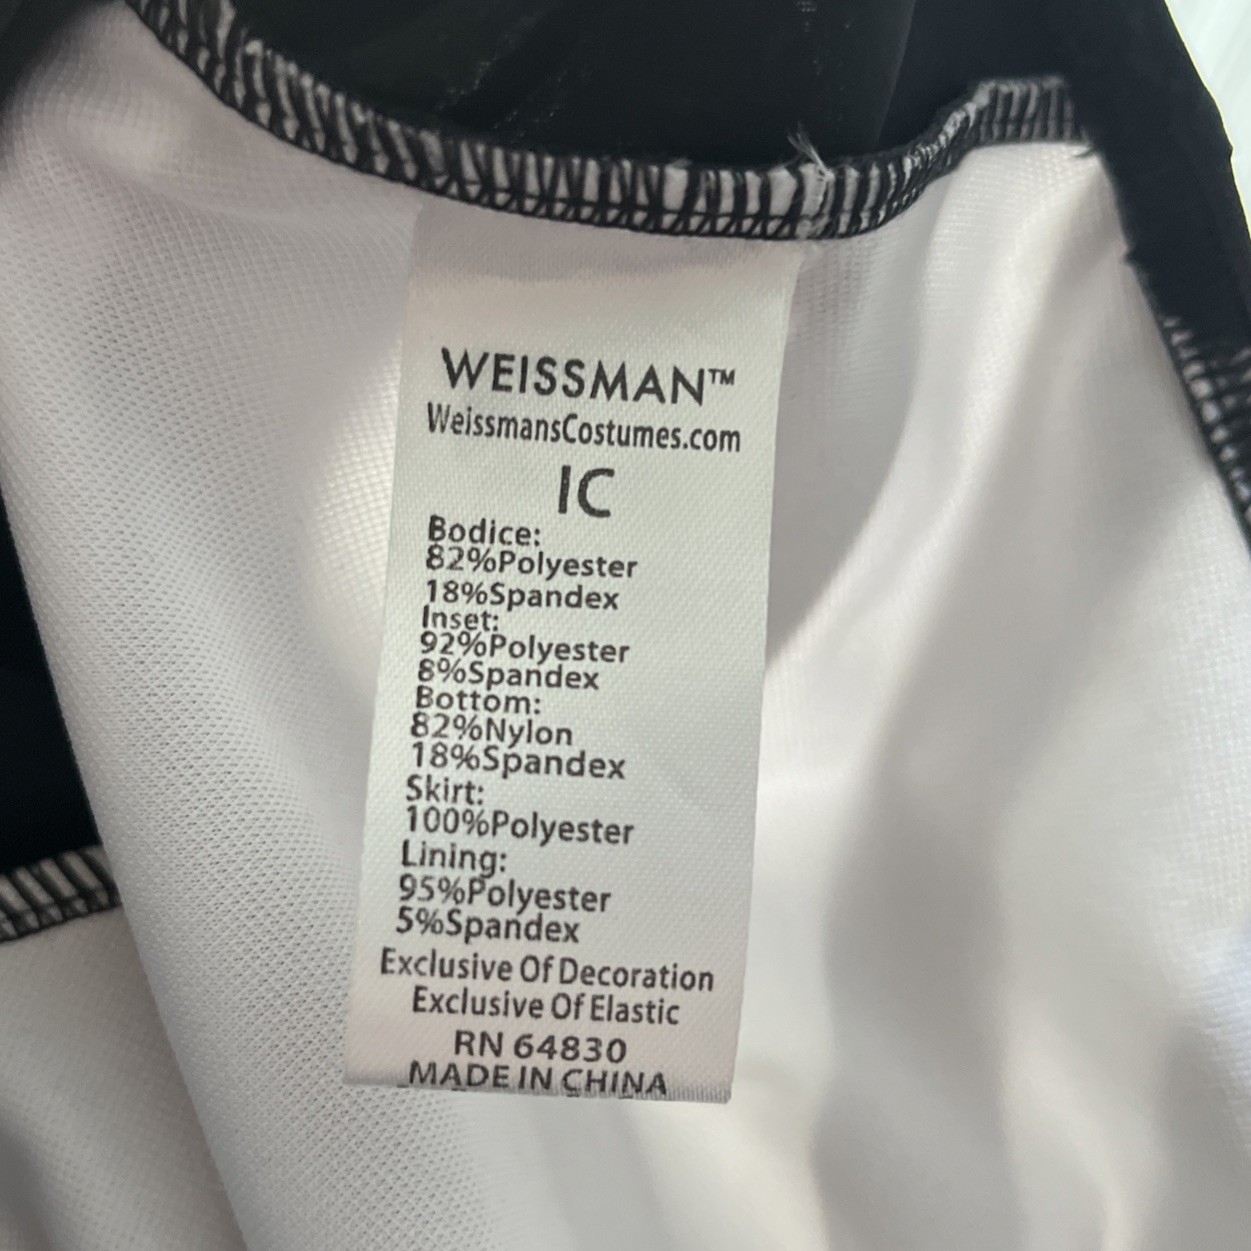 WEISSMAN™
WeissmansCostumes.com
IC
Bodice:
82%Polyester
18%Spandex
Inset:
92%Polyester
8%Spandex
Bottom:
82%Nylon
18%Spandex
Skirt:
100%Polyester
Lining:
95%Polyester
5%Spandex
Exclusive Of Decoration
Exclusive Of Elastic
RN 64830
MADE IN CHINA